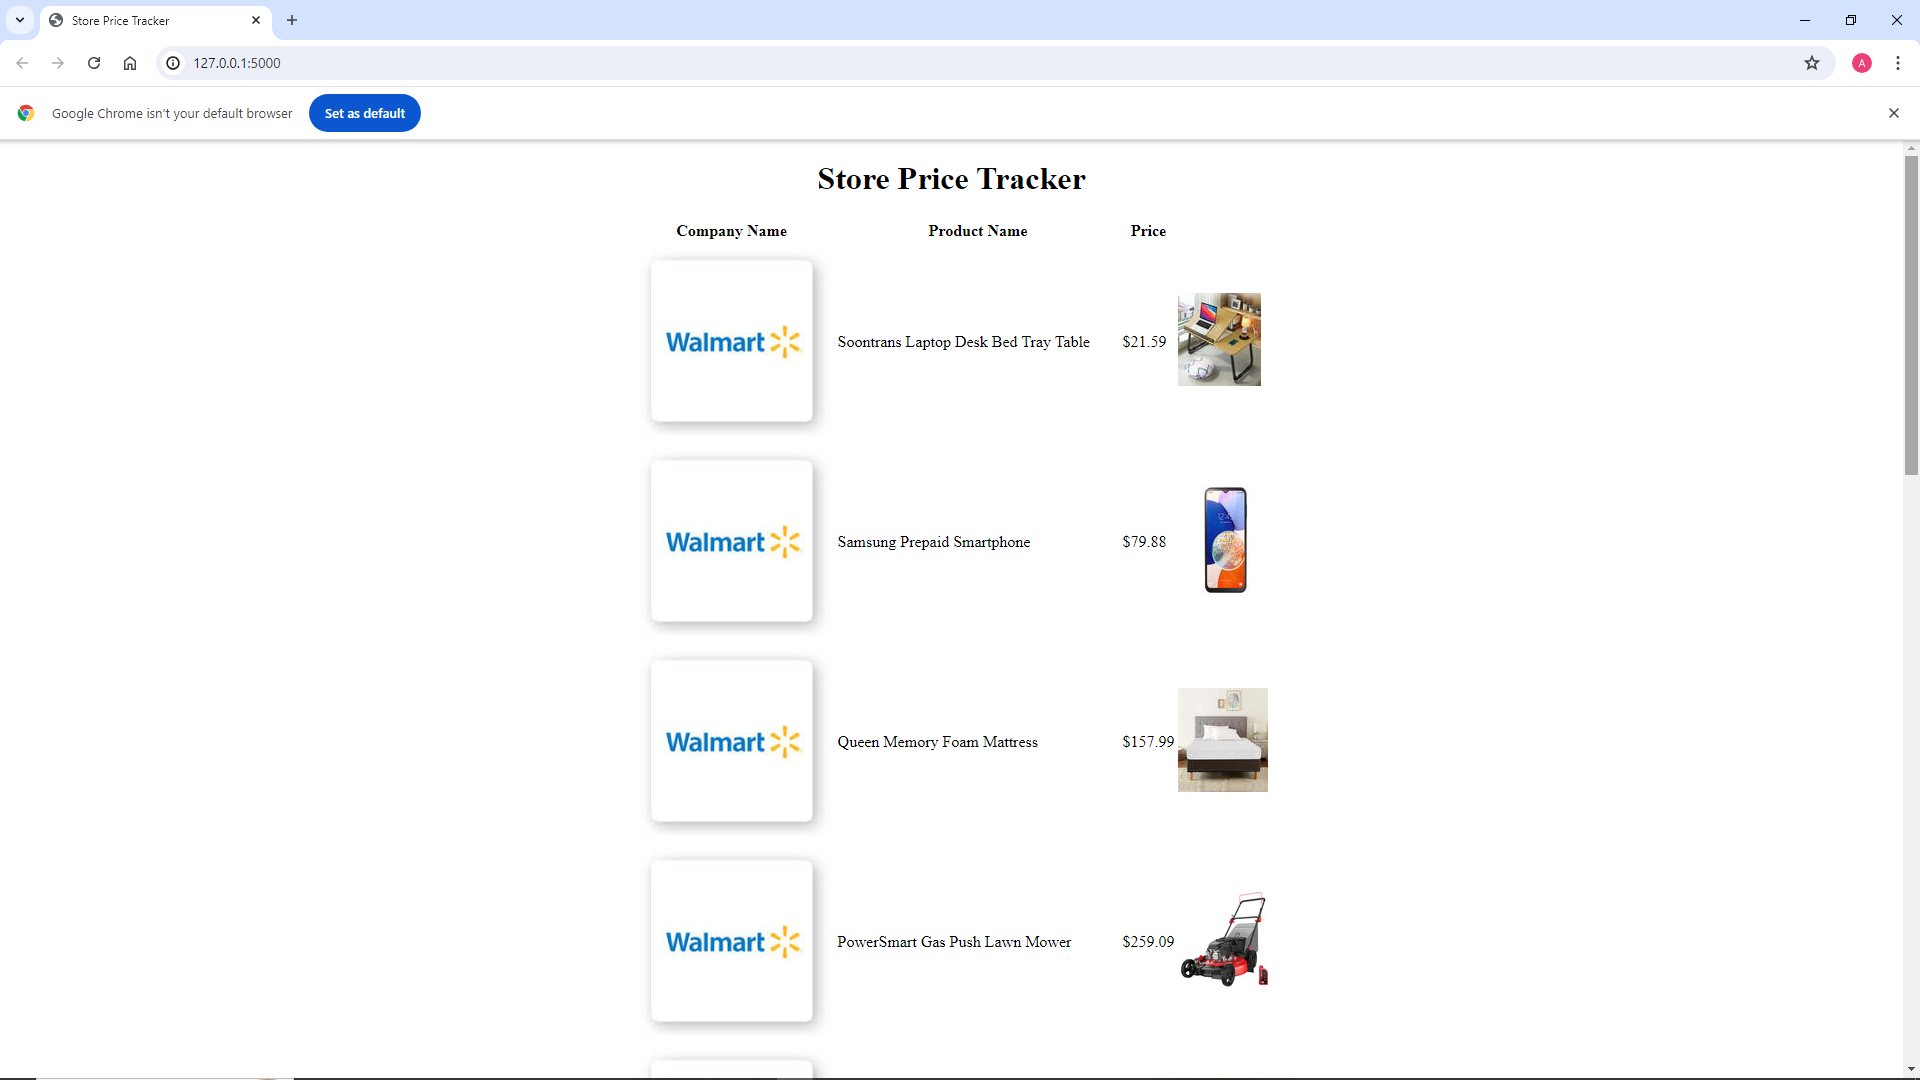 Store Price Tracker
127.0.0.1:5000
A
Google Chrome isn't your default browser
Set as default
Store Price Tracker
Company Name Product Name Price
Walmart Soontrans Laptop Desk Bed Tray Table $21.59
Walmart Samsung Prepaid Smartphone $79.88
Walmart Queen Memory Foam Mattress $157.99
Walmart PowerSmart Gas Push Lawn Mower $259.09